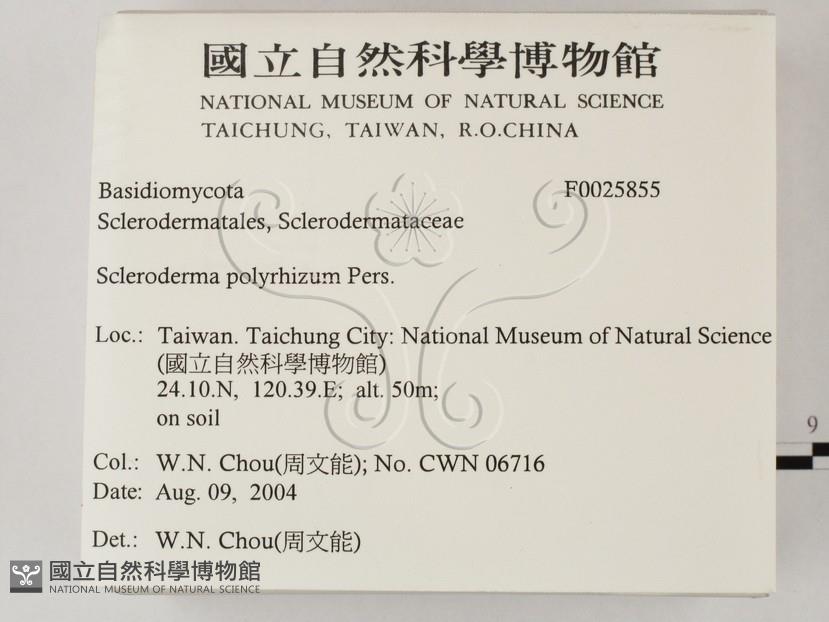 國立自然科學博物館
NATIONAL MUSEUM OF NATURAL SCIENCE
TAICHUNG, TAIWAN, R.O.CHINA
Basidiomycota F0025855
Sclerodermatales, Sclerodermataceae
Scleroderma polyrhizum Pers.
Loc.: Taiwan. Taichung City: National Museum of Natural Science
(國立自然科學博物館)
24.10.N, 120.39.E; alt. 50m;
on soil
9
Col.: W.N. Chou(周文能); No. CWN 06716
Date: Aug. 09, 2004
Det.: W.N. Chou(周文能)
國立自然科學博物館
NATIONAL MUSEUM OF NATURAL SCIENCE